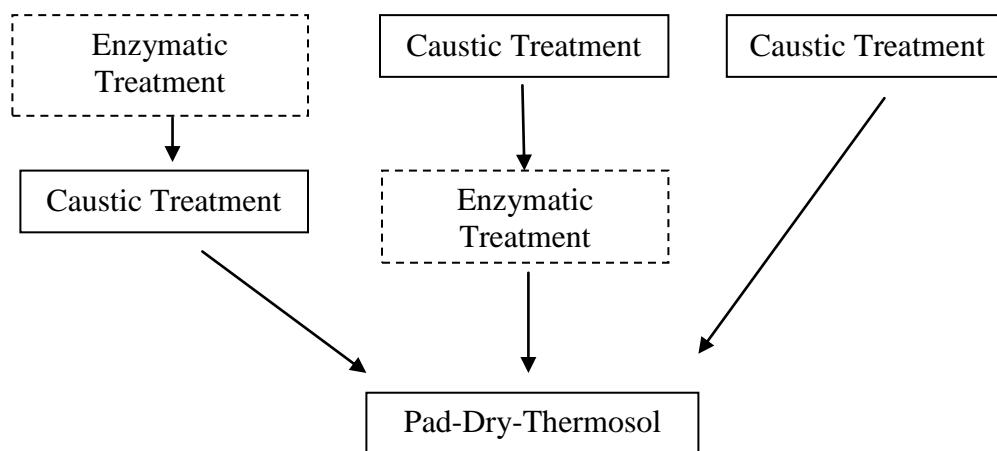 Enzymatic
Treatment
Caustic Treatment
Caustic Treatment
Caustic Treatment
Enzymatic
Treatment
Pad-Dry-Thermosol